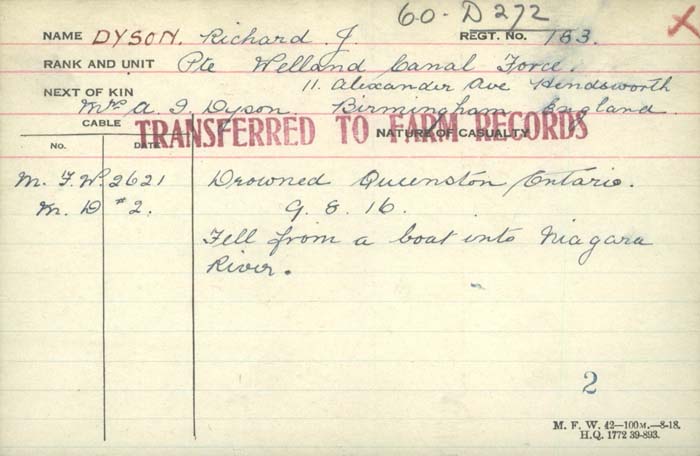 60-D272
NAME DYSON. Richard J. REGT. NO. 183.
RANK AND UNIT Pte Welland Canal Force.
NEXT OF KIN 11. Alexander Ave Hendsworth
Mrs A. I. Dyson. Birmingham England
CABLE NATURE OF CASUALTY
TRANSFERRED TO FARM RECORDS
NO. DATE
M. F. W. 2621 Drowned Queenston Ontario.
M. D #2. 9. 8. 16.
Fell from a boat into Niagara
River.
2
M. F. W. 42—100M.—8-18.
H.Q. 1772 39-893.